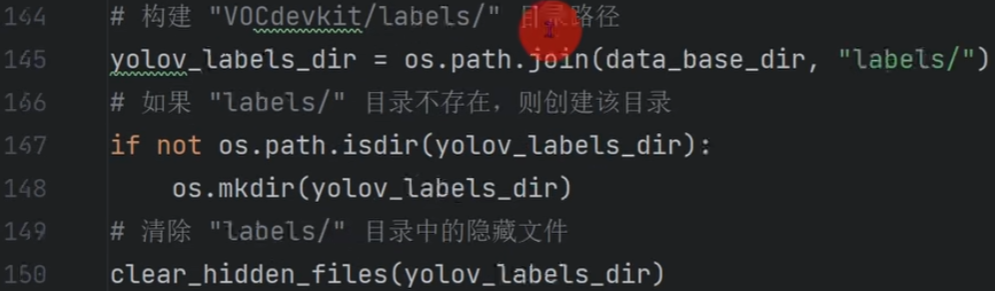 144 # 构建 "VOCdevkit/labels/" 目录路径
145 yolov_labels_dir = os.path.join(data_base_dir, "labels/")
146 # 如果 "labels/" 目录不存在，则创建该目录
147 if not os.path.isdir(yolov_labels_dir):
148 os.mkdir(yolov_labels_dir)
149 # 清除 "labels/" 目录中的隐藏文件
150 clear_hidden_files(yolov_labels_dir)